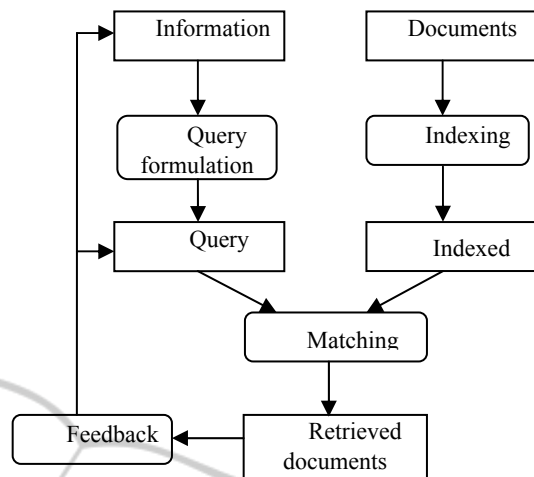 Information
Documents
Query
formulation
Indexing
Query
Indexed
Matching
Feedback
Retrieved
documents